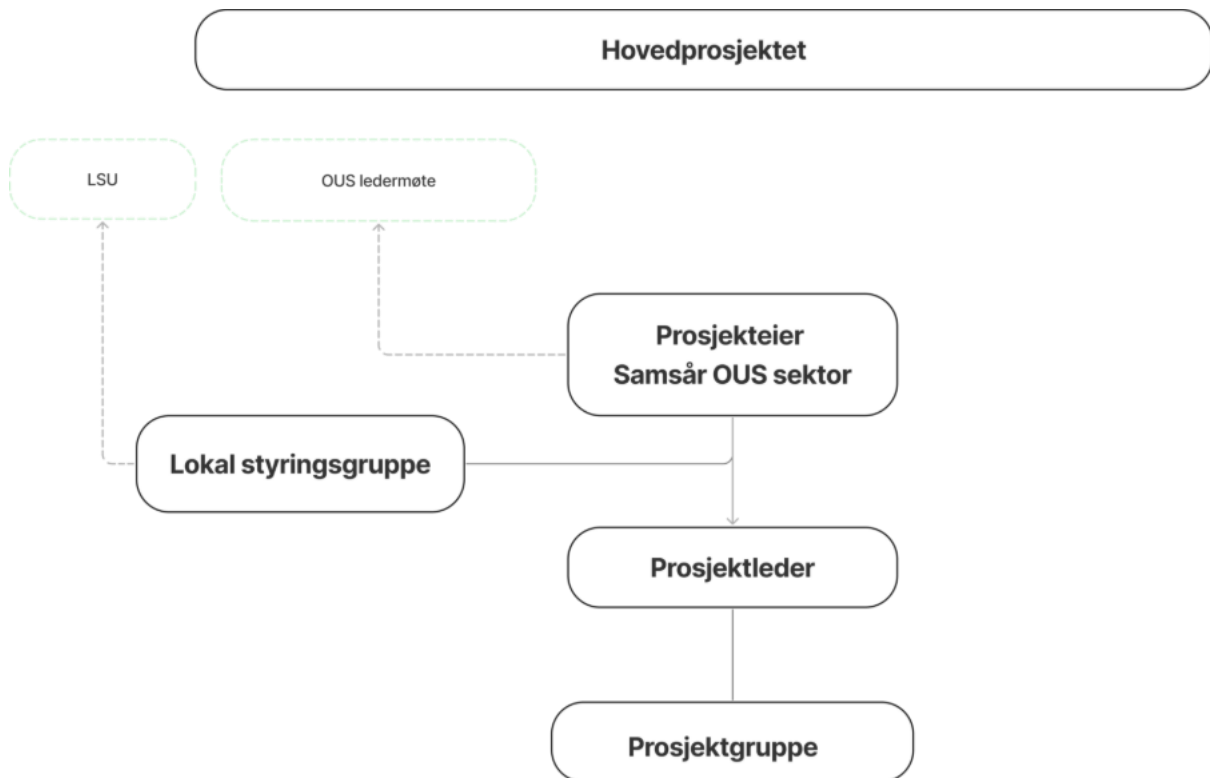 Hovedprosjektet
LSU
OUS ledermøte
Prosjekteier
Samsår OUS sektor
Lokal styringsgruppe
Prosjektleder
Prosjektgruppe